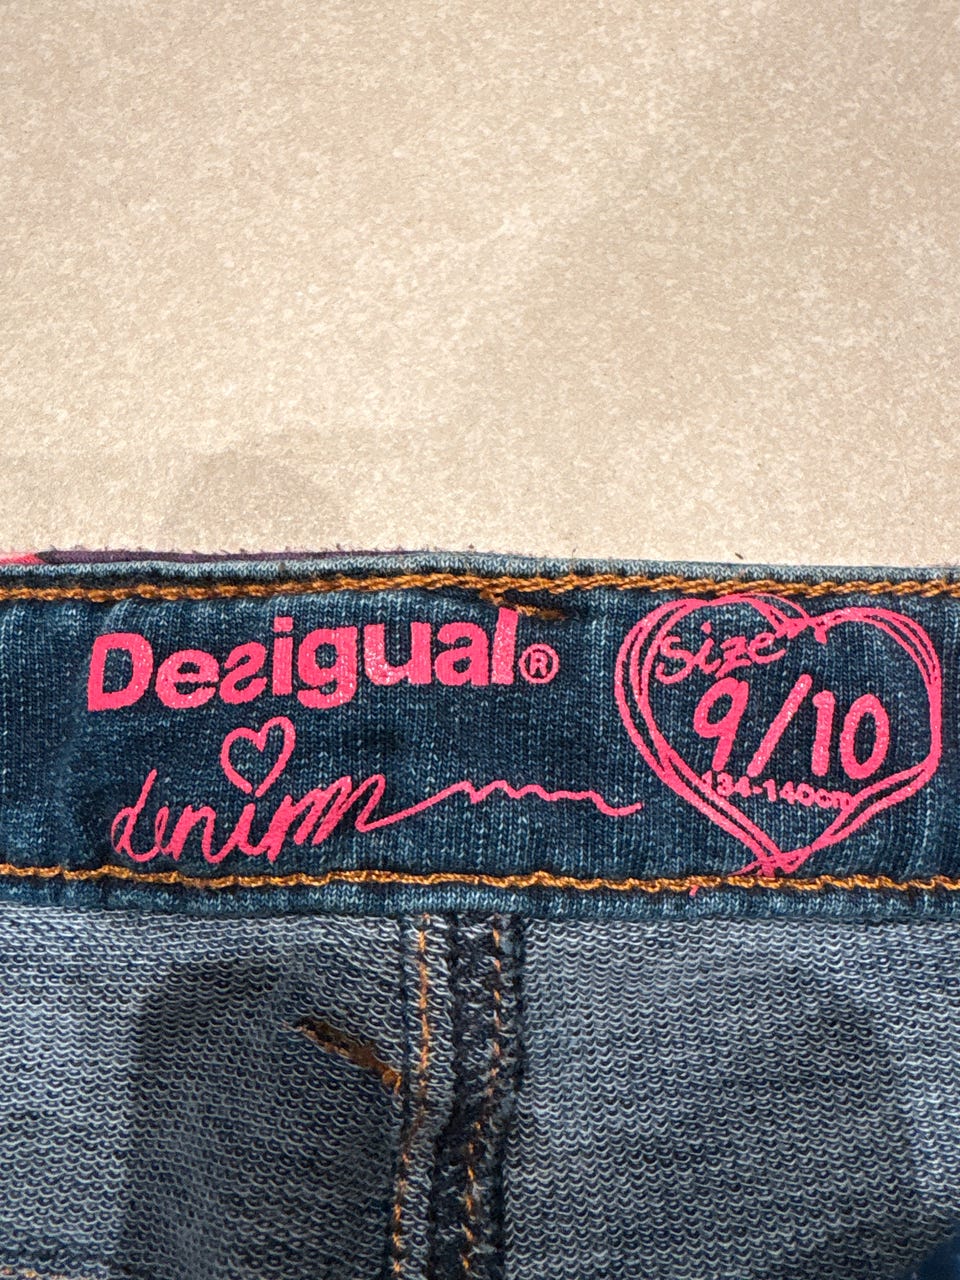 Desigual®
denim
Size
9/10
134-140cm